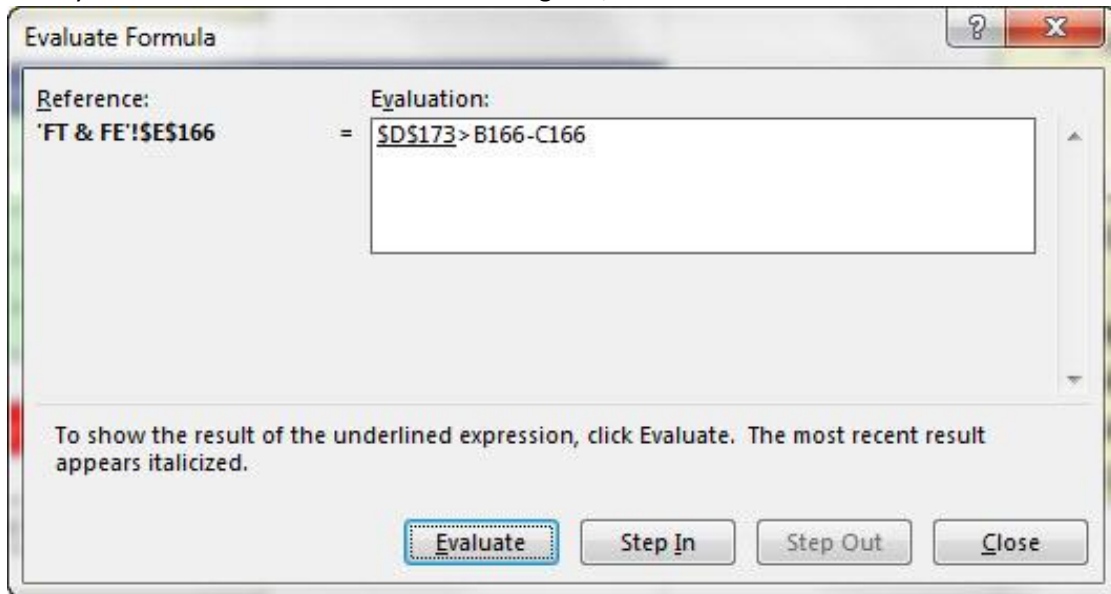 Evaluate Formula
?
X
Reference:
Evaluation:
'FT & FE'!$E$166
=
$D$173>B166-C166
To show the result of the underlined expression, click Evaluate. The most recent result
appears italicized.
Evaluate
Step In
Step Out
Close